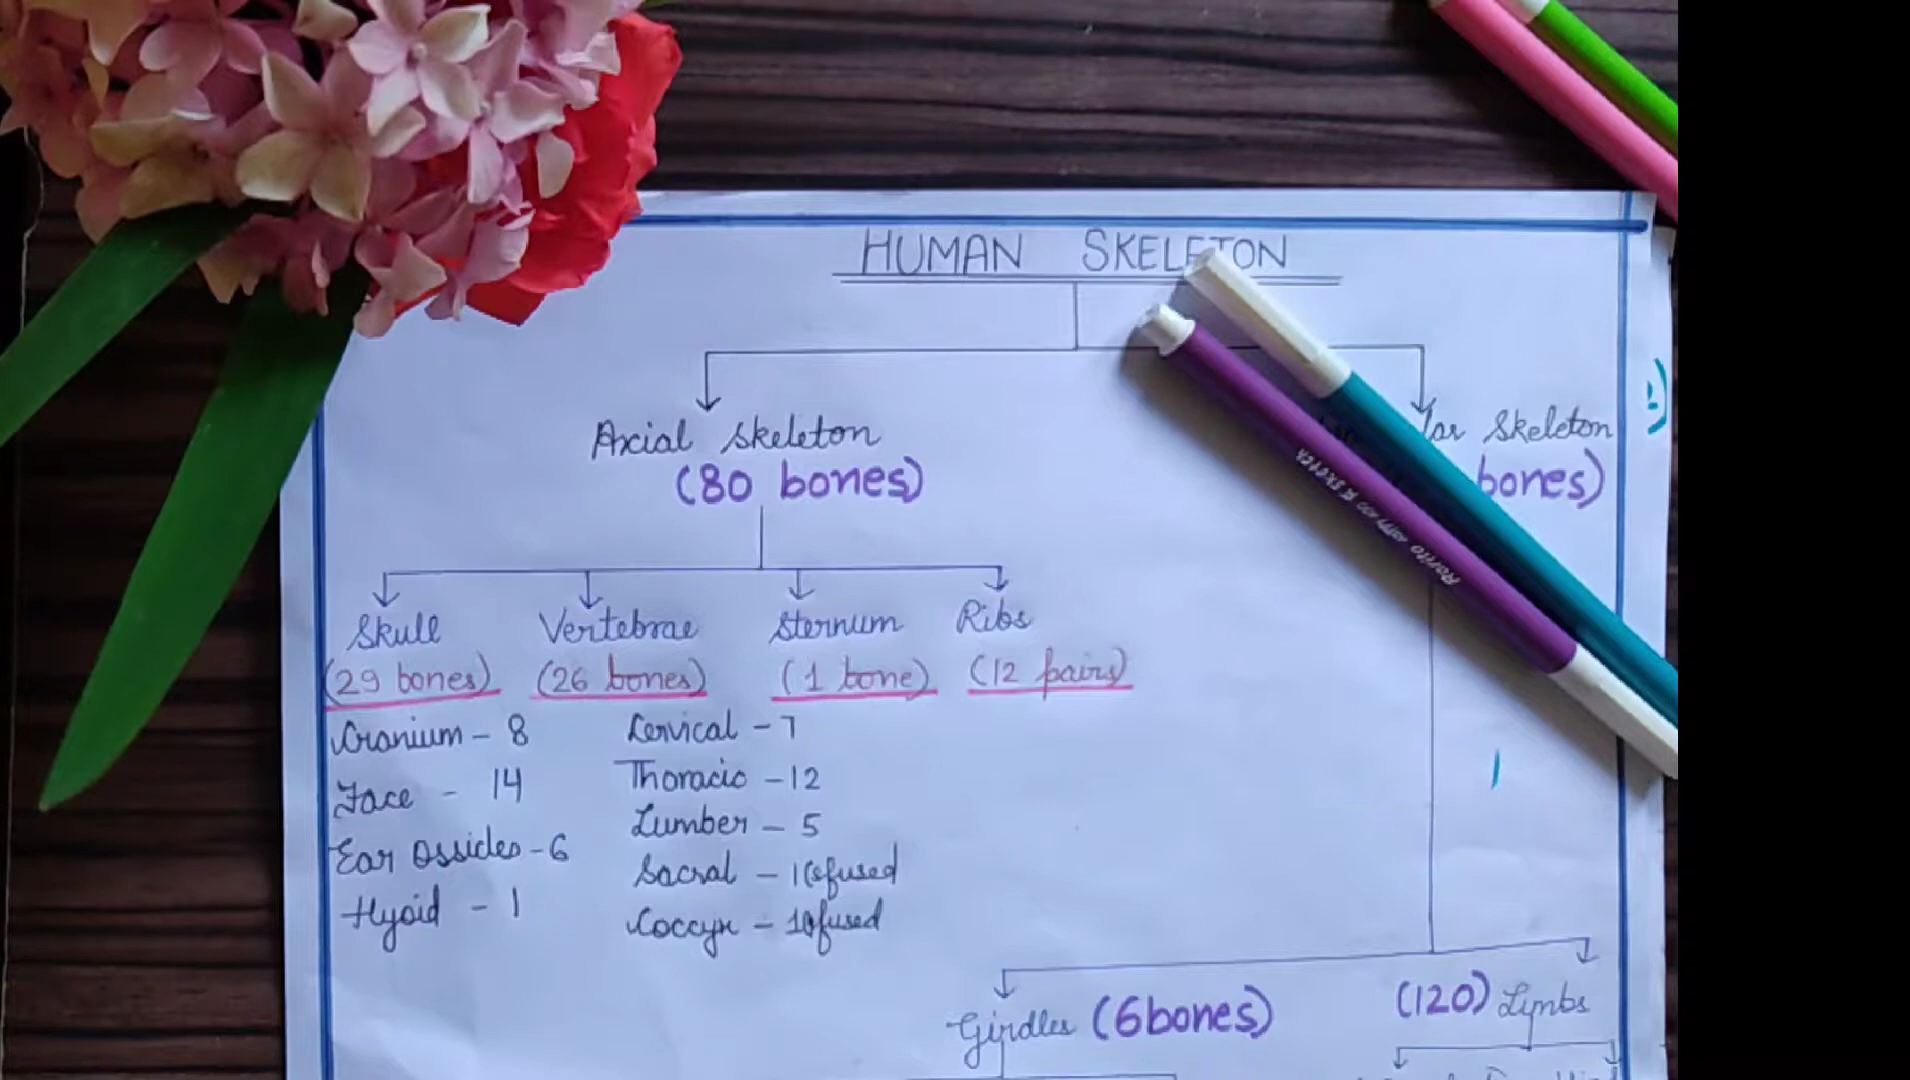 HUMAN SKELETON
Axial skeleton
(80 bones)
lar skeleton
bones)
Skull
(29 bones)
Cranium - 8
Face - 14
Ear Ossicles - 6
Hyoid - 1
Vertebrae
(26 bones)
Cervical - 7
Thoracic - 12
Lumber - 5
Sacral - 1 fused
Coccyx - 1 fused
Sternum
(1 bone)
Ribs
(12 pairs)
Girdles (6 bones)
(120) Limbs